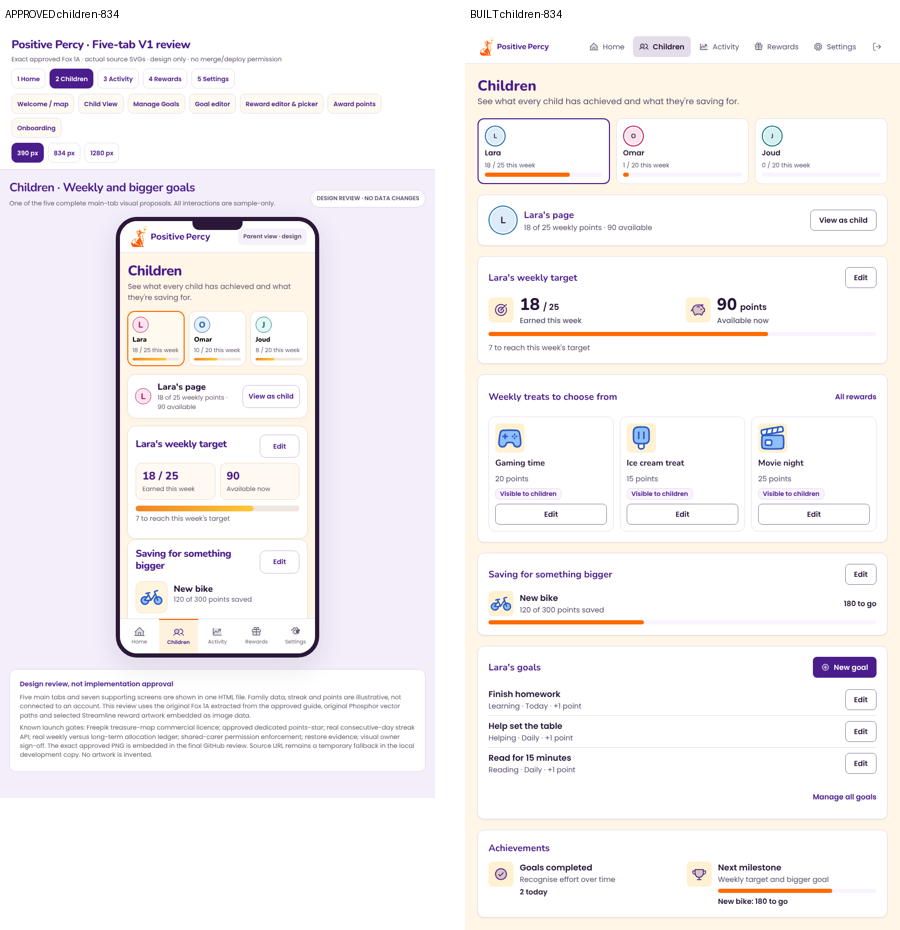 APPROVED children-834
Positive Percy · Five-tab V1 review
Exact approved Fox 1A · actual source SVGs · design only · no merge/deploy permission
1 Home
2 Children
3 Activity
4 Rewards
5 Settings
Welcome / map
Child View
Manage Goals
Goal editor
Reward editor & picker
Award points
Onboarding
390 px
834 px
1280 px
Children · Weekly and bigger goals
One of the five complete main-tab visual proposals. All interactions are sample-only.
DESIGN REVIEW · NO DATA CHANGES
Positive Percy
Parent view · design
Children
See what every child has achieved and what
they're saving for.
L
Lara
18 / 25 this week
O
Omar
10 / 20 this week
J
Joud
8 / 20 this week
L
Lara's page
18 of 25 weekly points ·
90 available
View as child
Lara's weekly target
Edit
18 / 25
Earned this week
90
Available now
7 to reach this week's target
Saving for something
bigger
Edit
New bike
120 of 300 points saved
Home
Children
Activity
Rewards
Settings
Design review, not implementation approval
Five main tabs and seven supporting screens are shown in one HTML file. Family data, streak and points are illustrative, not
connected to an account. This review uses the original Fox 1A extracted from the approved guide, original Phosphor vector
paths and selected Streamline reward artwork embedded as image data.
Known launch gates: Freepik treasure-map commercial licence; approved dedicated points-star; real consecutive-day streak
API; real weekly versus long-term allocation ledger; shared-carer permission enforcement; restore evidence; visual owner
sign-off. The exact approved PNG is embedded in the final GitHub review. Source URL remains a temporary fallback in the local
development copy. No artwork is invented.
BUILT children-834
Positive Percy
Home
Children
Activity
Rewards
Settings
Children
See what every child has achieved and what they're saving for.
L
Lara
18 / 25 this week
O
Omar
1 / 20 this week
J
Joud
0 / 20 this week
L
Lara's page
18 of 25 weekly points · 90 available
View as child
Lara's weekly target
Edit
18 / 25
Earned this week
90 points
Available now
7 to reach this week's target
Weekly treats to choose from
All rewards
Gaming time
20 points
Visible to children
Edit
Ice cream treat
15 points
Visible to children
Edit
Movie night
25 points
Visible to children
Edit
Saving for something bigger
Edit
New bike
120 of 300 points saved
180 to go
Lara's goals
New goal
Finish homework
Learning · Today · +1 point
Edit
Help set the table
Helping · Daily · +1 point
Edit
Read for 15 minutes
Reading · Daily · +1 point
Edit
Manage all goals
Achievements
Goals completed
Recognise effort over time
2 today
Next milestone
Weekly target and bigger goal
New bike: 180 to go